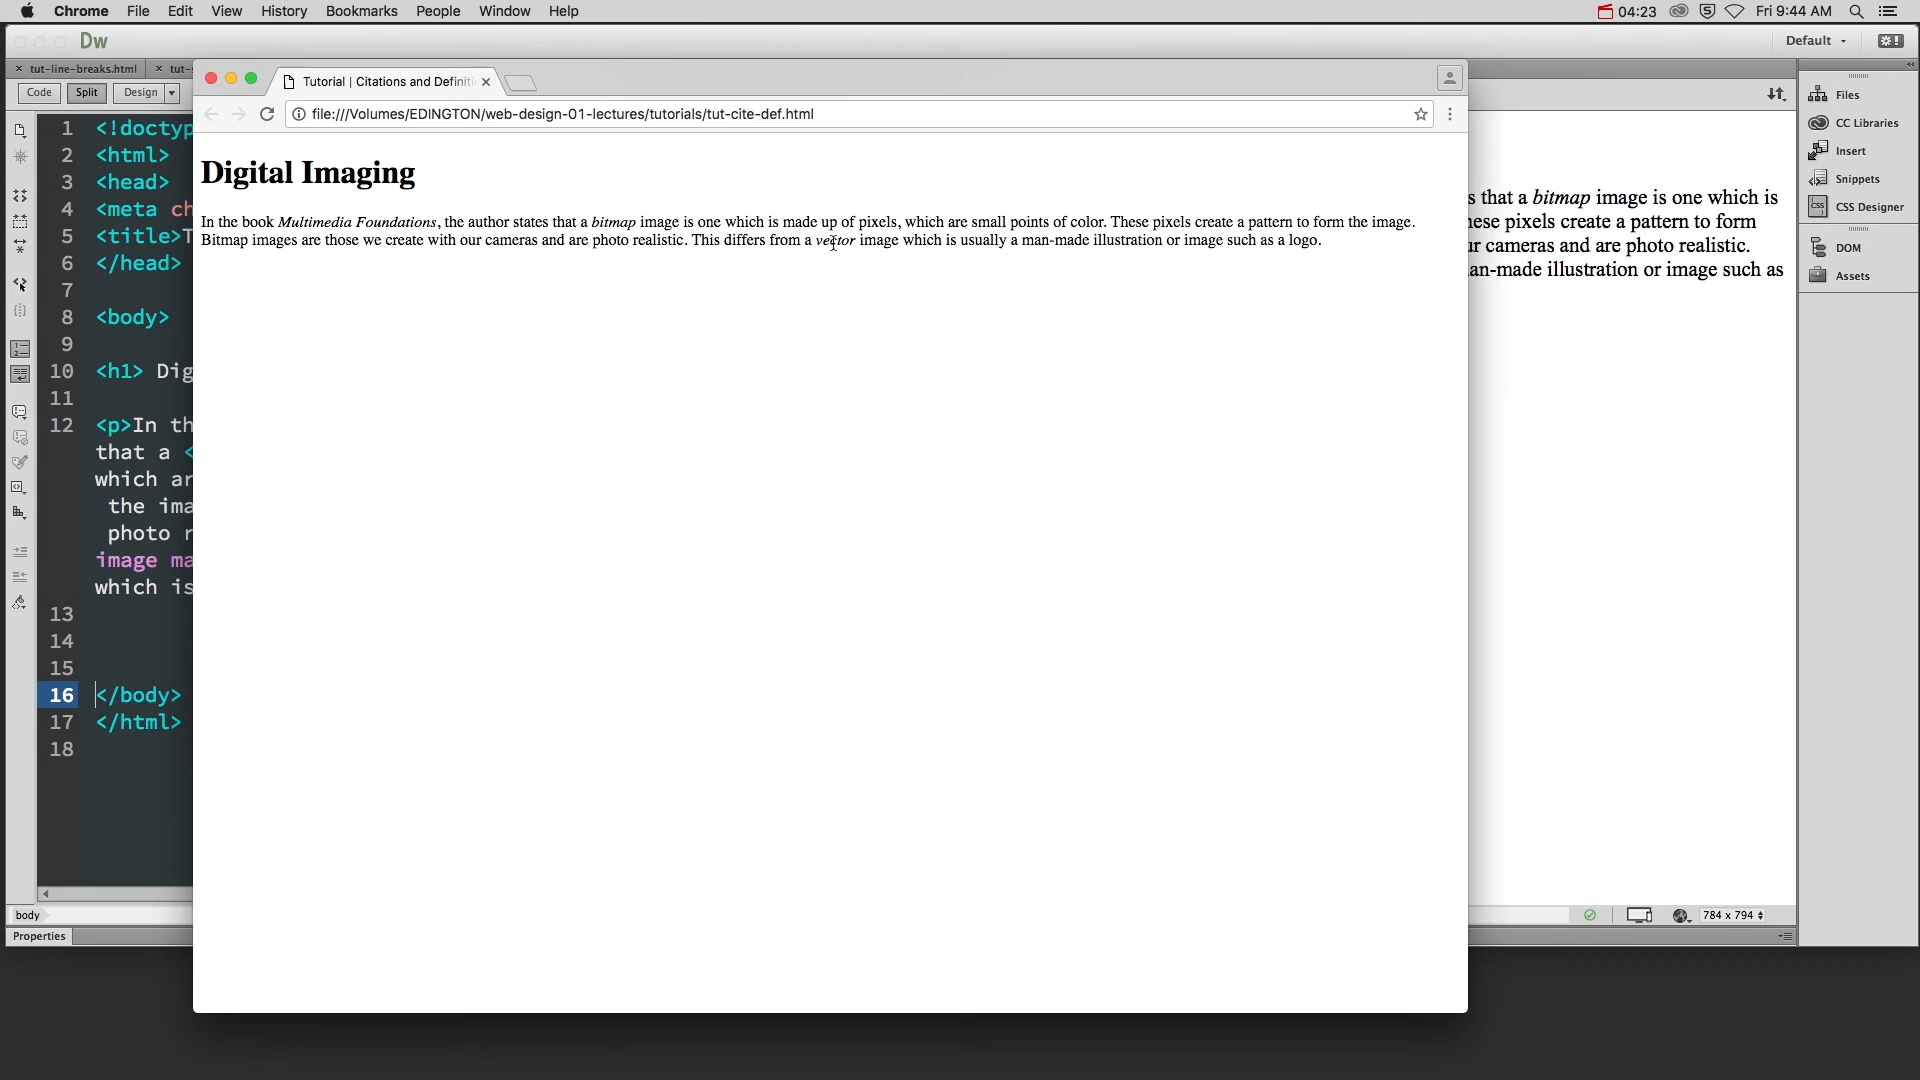 Chrome File Edit View History Bookmarks People Window Help
04:23 Fri 9:44 AM
Dw
Default
tut-line-breaks.html
tut-
Code Split Design
Tutorial | Citations and Definiti
file:///Volumes/EDINGTON/web-design-01-lectures/tutorials/tut-cite-def.html
Digital Imaging
In the book Multimedia Foundations, the author states that a bitmap image is one which is made up of pixels, which are small points of color. These pixels create a pattern to form the image.
Bitmap images are those we create with our cameras and are photo realistic. This differs from a vector image which is usually a man-made illustration or image such as a logo.
1 <!doctyp
2 <html>
3 <head>
4 <meta ch
5 <title>T
6 </head>
7
8 <body>
9
10 <h1> Dig
11
12 <p>In th
that a <
which ar
the ima
photo r
image ma
which is
13
14
15
16 </body>
17 </html>
18
body
Properties
s that a bitmap image is one which is
hese pixels create a pattern to form
ur cameras and are photo realistic.
an-made illustration or image such as
784 x 794
Files
CC Libraries
Insert
Snippets
CSS Designer
DOM
Assets